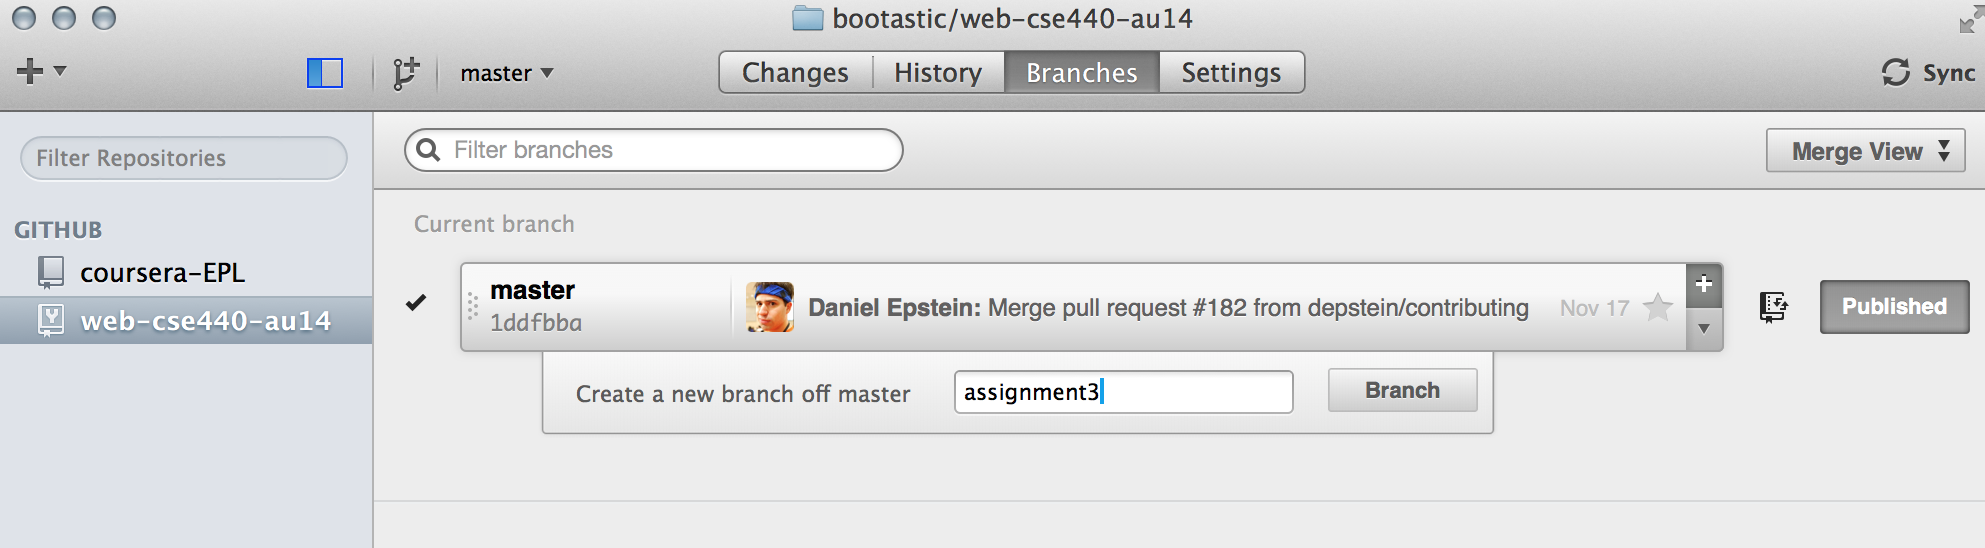 bootastic/web-cse440-au14
master
Changes
History
Branches
Settings
Sync
Filter Repositories
Filter branches
Merge View
GITHUB
coursera-EPL
web-cse440-au14
Current branch
master
1ddfbba
Daniel Epstein: Merge pull request #182 from depstein/contributing
Nov 17
Published
Create a new branch off master
assignment3
Branch